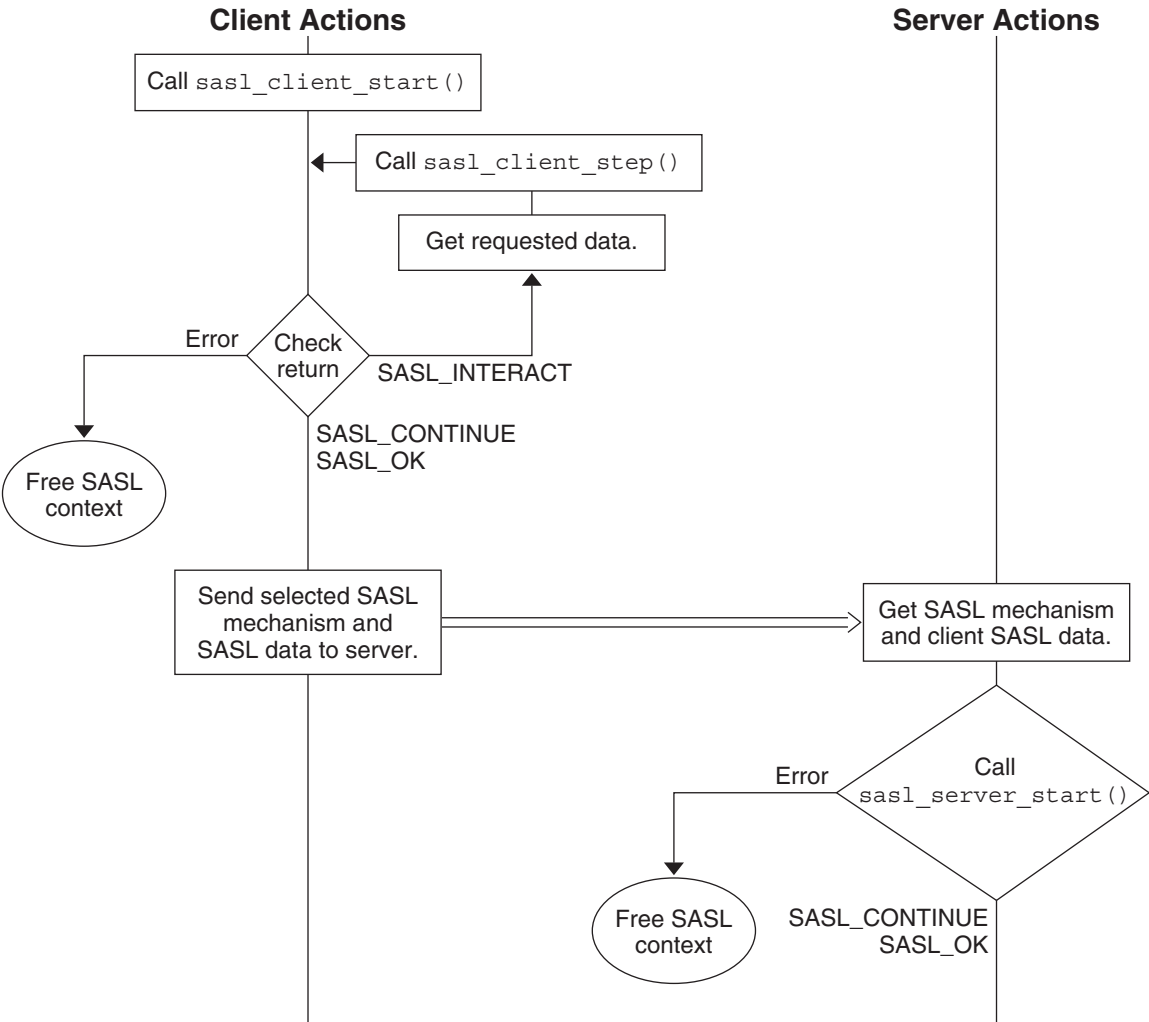 Client Actions
Server Actions
Call sasl_client_start()
Call sasl_client_step()
Get requested data.
Error
Check
return
SASL_INTERACT
SASL_CONTINUE
SASL_OK
Free SASL
context
Send selected SASL
mechanism and
SASL data to server.
Get SASL mechanism
and client SASL data.
Error
Call
sasl_server_start()
Free SASL
context
SASL_CONTINUE
SASL_OK